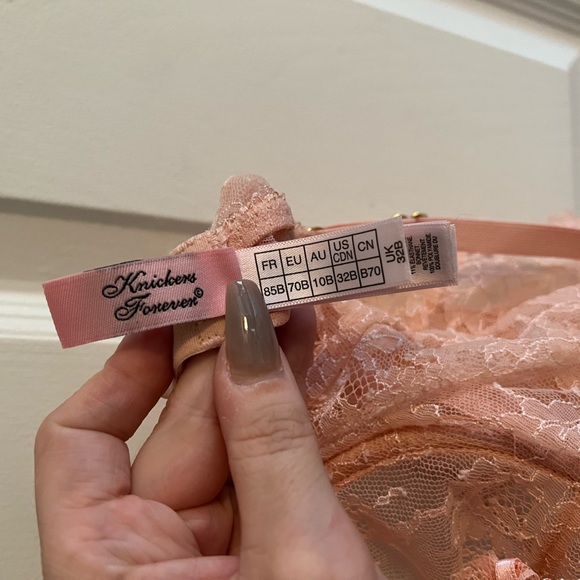 Knickers
Forever©
FR EU AU US CDN CN
85B 70B 10B 32B B70
UK
32B